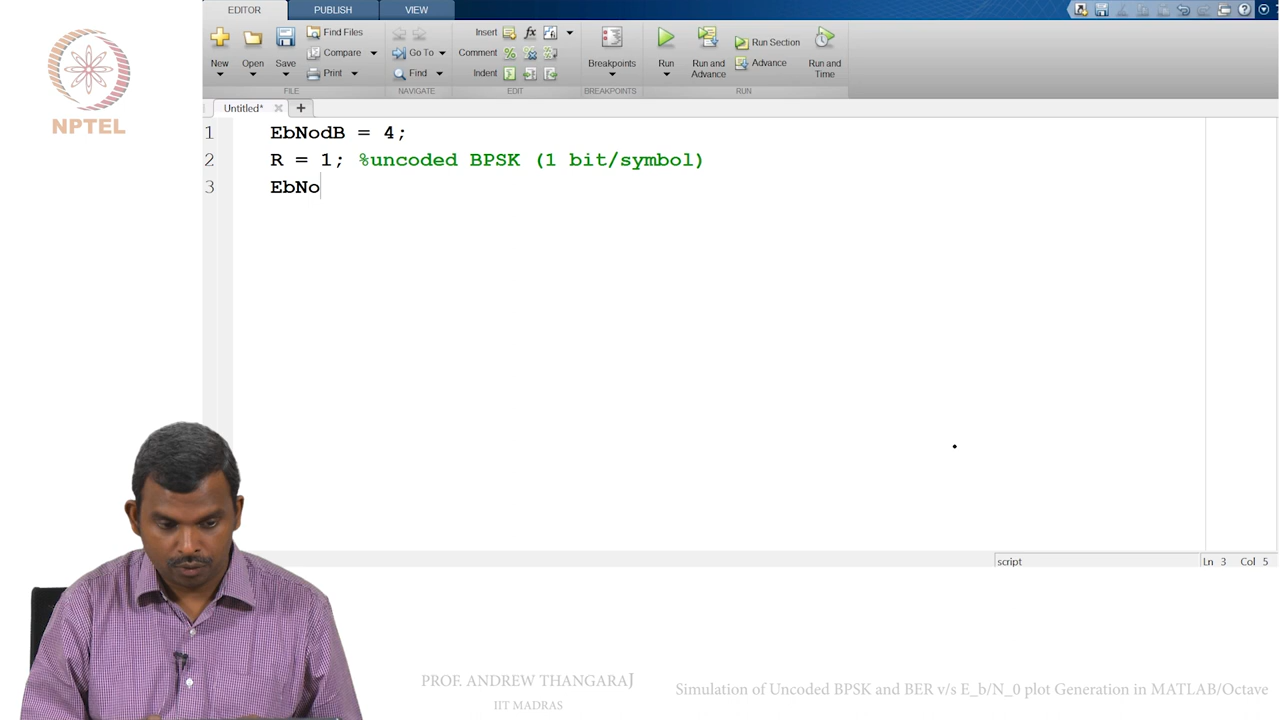 EDITOR PUBLISH VIEW
New Open Save
Find Files
Compare
Print
Go To
Find
Insert
Comment
Indent
Breakpoints
Run
Run and Advance
Run Section
Advance
Run and Time
FILE NAVIGATE EDIT BREAKPOINTS RUN
NPTEL
Untitled*
1 EbNodB = 4;
2 R = 1; %uncoded BPSK (1 bit/symbol)
3 EbNo
script Ln 3 Col 5
PROF. ANDREW THANGARAJ
IIT MADRAS
Simulation of Uncoded BPSK and BER v/s E_b/N_0 plot Generation in MATLAB/Octave